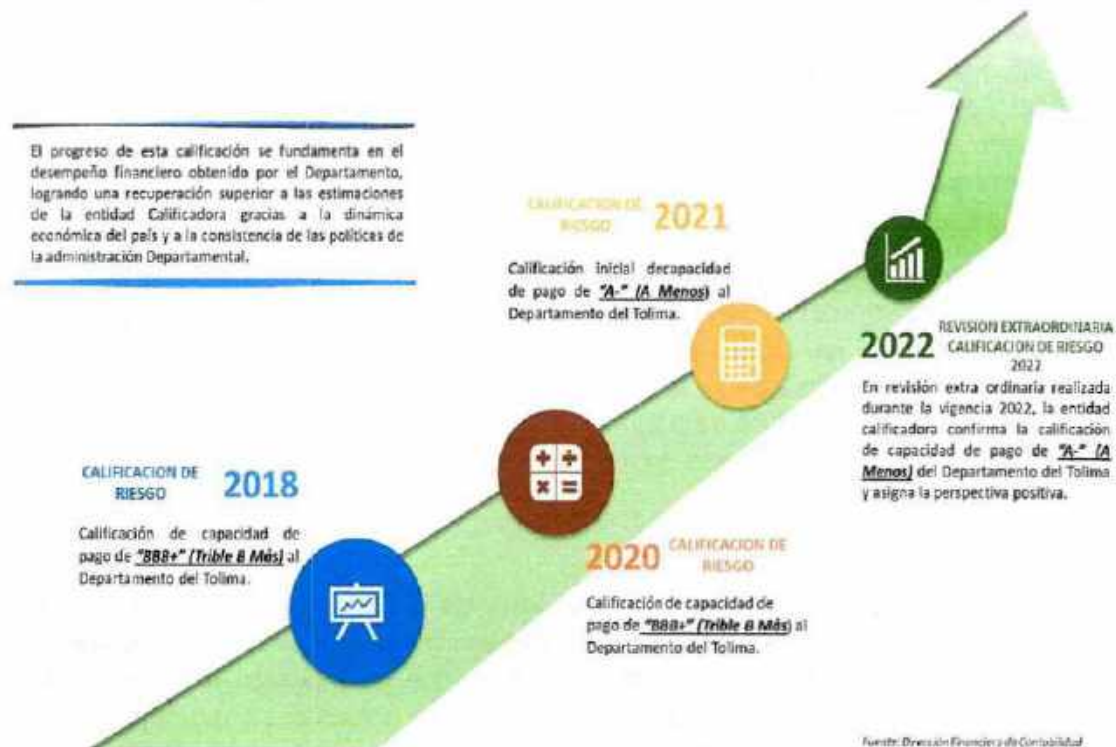 El progreso de esta calificación se fundamenta en el
desempeño financiero obtenido por el Departamento,
logrando una recuperación superior a las estimaciones
de la entidad Calificadora gracias a la dinámica
económica del país y a la consistencia de las políticas de
la administración Departamental.
CALIFICACION DE
RIESGO 2021
Calificación inicial decapacidad
de pago de "A-" (A Menos) al
Departamento del Tolima.
2022 REVISION EXTRAORDINARIA
CALIFICACION DE RIESGO
2022
En revisión extra ordinaria realizada
durante la vigencia 2022, la entidad
calificadora confirma la calificación
de capacidad de pago de "A-" (A
Menos) del Departamento del Tolima
y asigna la perspectiva positiva.
CALIFICACION DE
RIESGO 2018
Calificación de capacidad de
pago de "BBB+" (Trible B Más) al
Departamento del Tolima.
2020 CALIFICACION DE
RIESGO
Calificación de capacidad de
pago de "BBB+" (Trible B Más) al
Departamento del Tolima.
Fuente: Dirección Financiera de Contabilidad